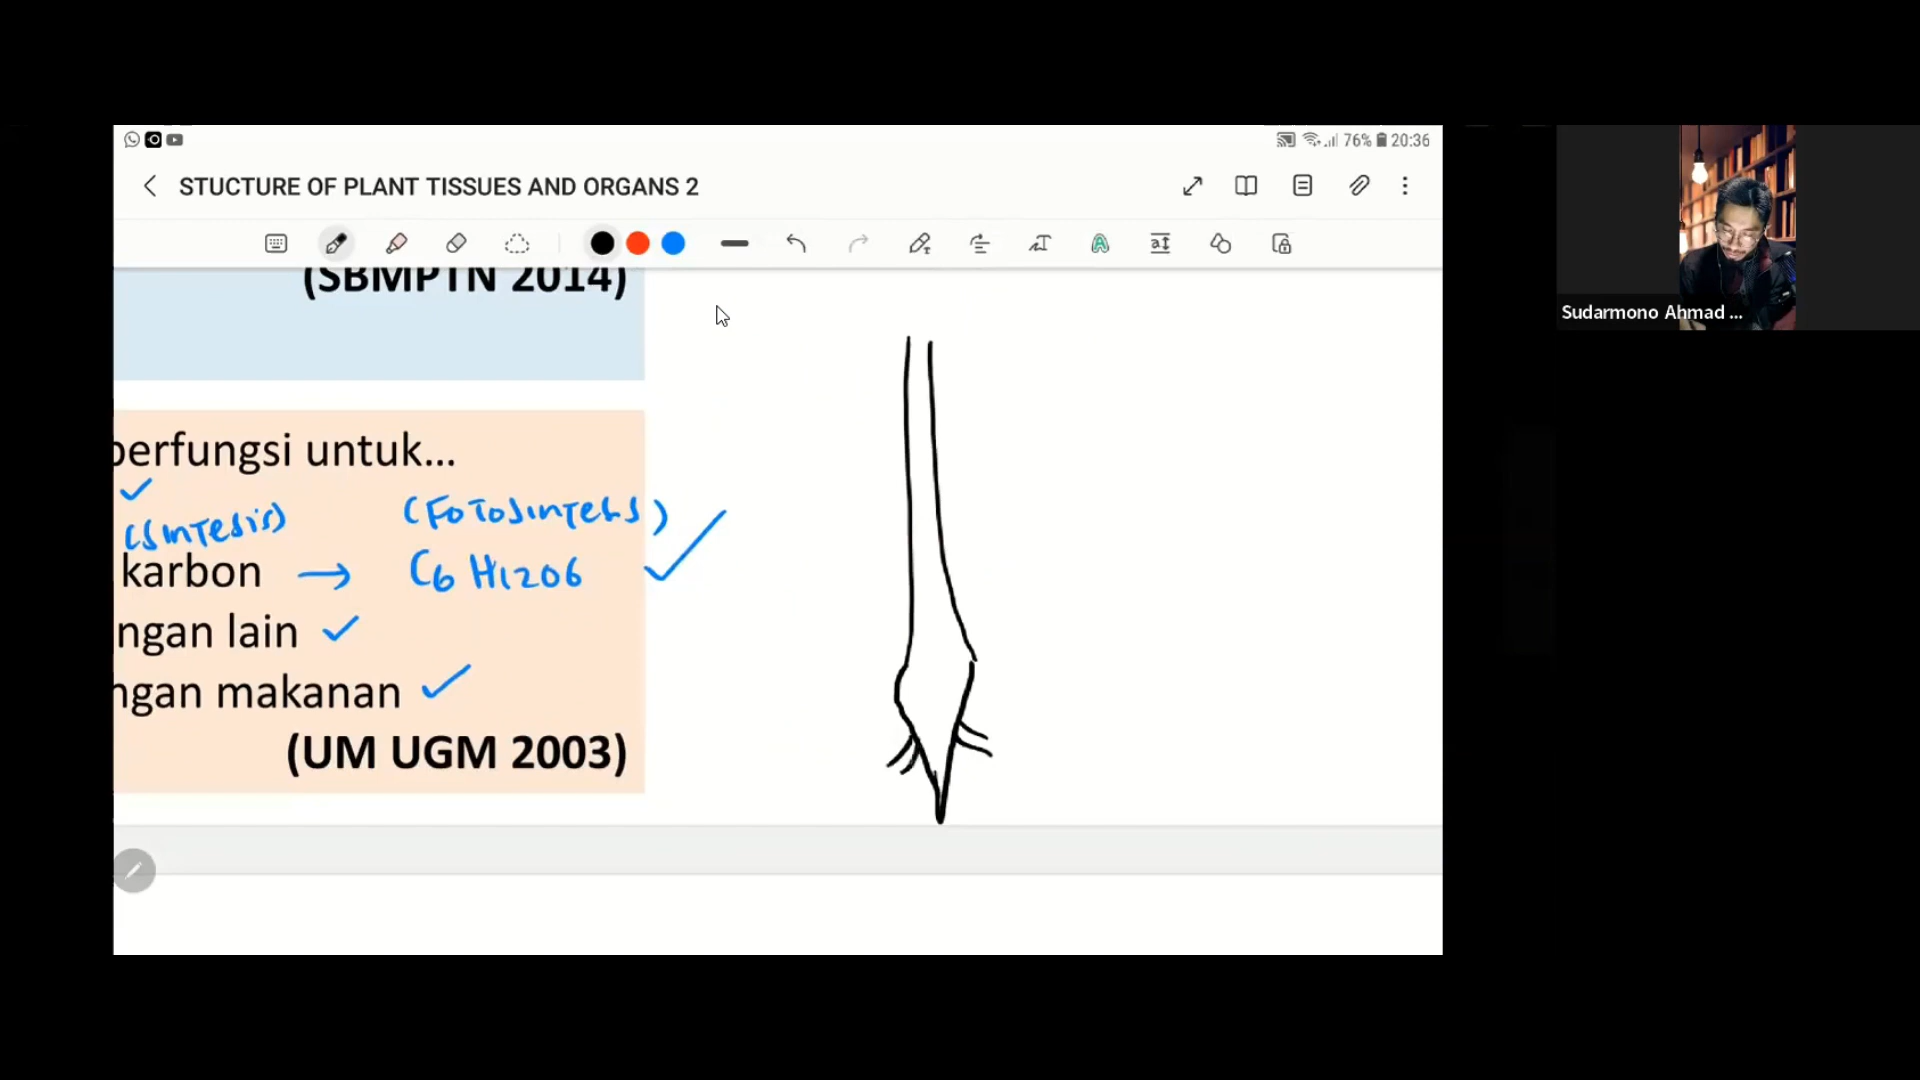 76% 20:36
STUCTURE OF PLANT TISSUES AND ORGANS 2
(SBMPTN 2014)
berfungsi untuk...
(SINTESIS) (FOTOSINTESIS)
karbon → C6 H12O6
ngan lain
ngan makanan
(UM UGM 2003)
Sudarmono Ahmad ...